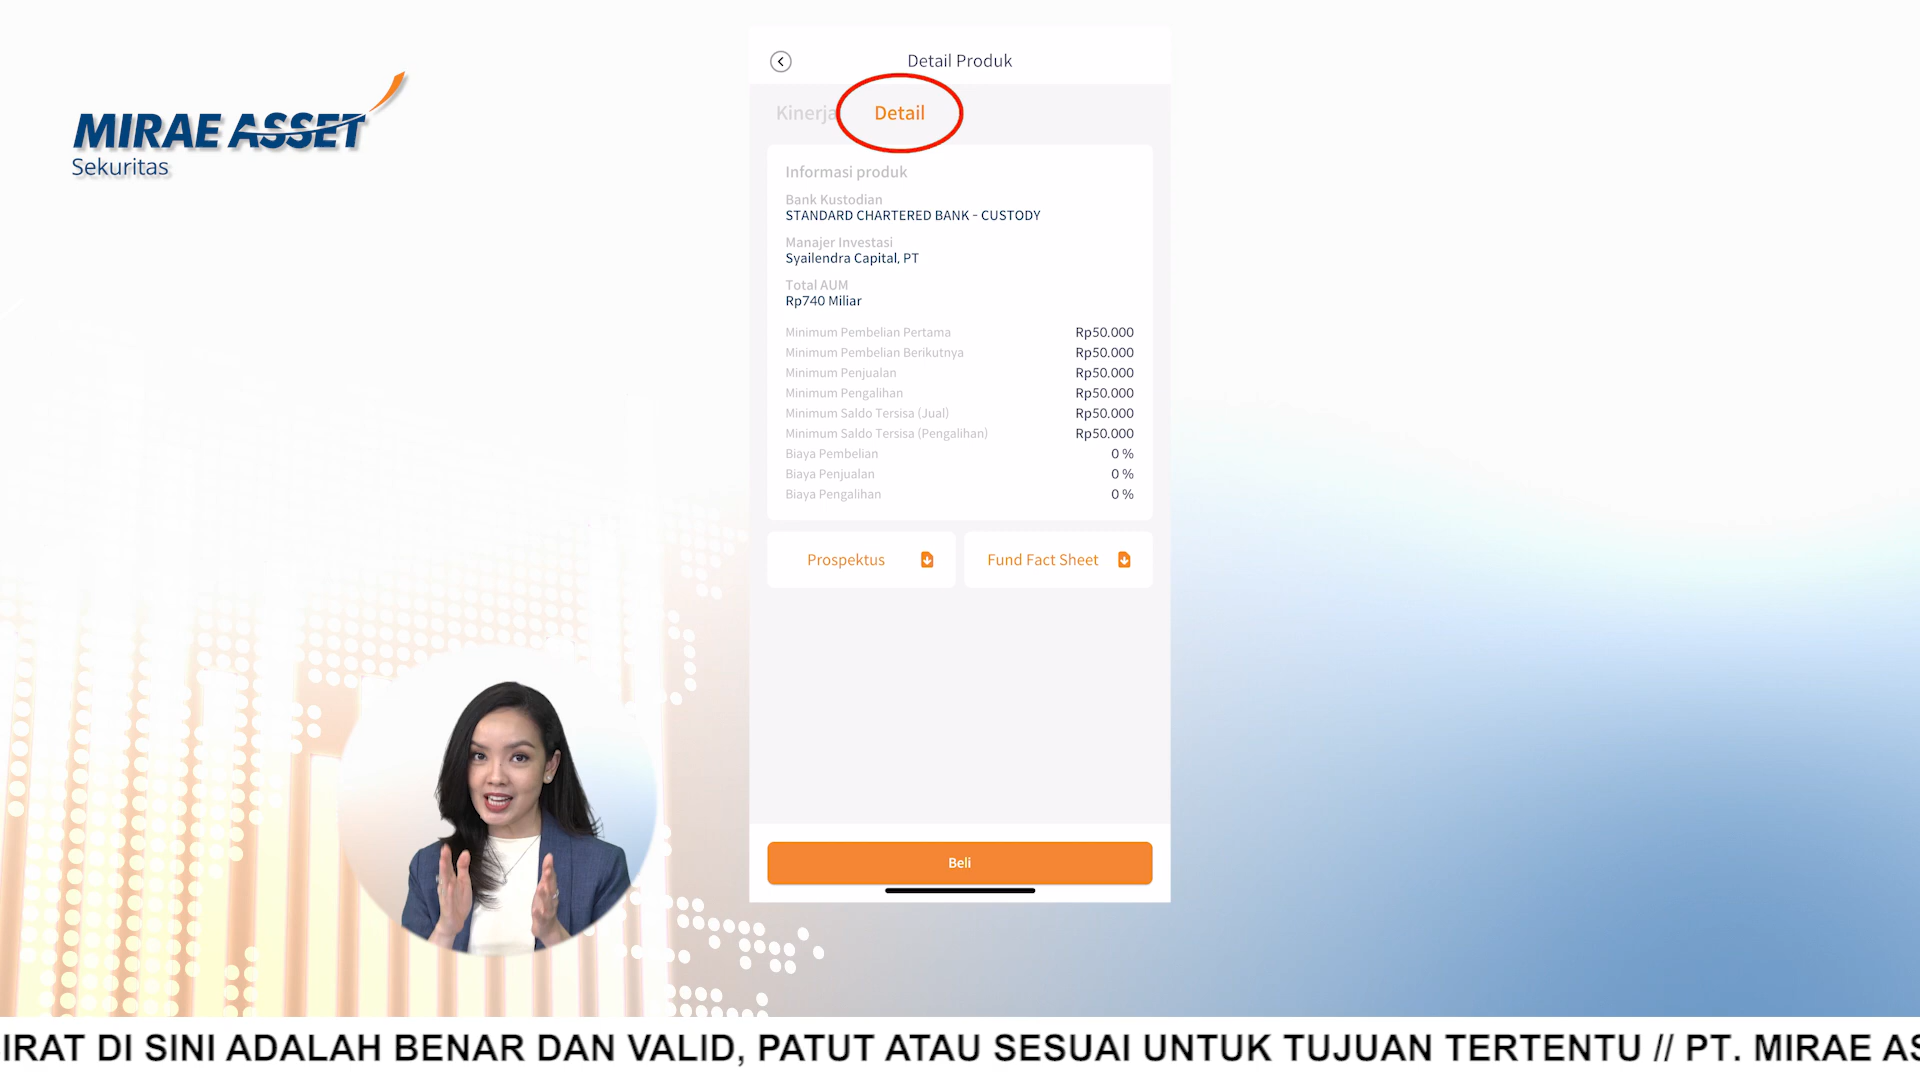 MIRAE ASSET
Sekuritas
Detail Produk
Kinerja
Detail
Informasi produk
Bank Kustodian
STANDARD CHARTERED BANK - CUSTODY
Manajer Investasi
Syailendra Capital, PT
Total AUM
Rp740 Miliar
Minimum Pembelian Pertama Rp50.000
Minimum Pembelian Berikutnya Rp50.000
Minimum Penjualan Rp50.000
Minimum Pengalihan Rp50.000
Minimum Saldo Tersisa (Jual) Rp50.000
Minimum Saldo Tersisa (Pengalihan) Rp50.000
Biaya Pembelian 0 %
Biaya Penjualan 0 %
Biaya Pengalihan 0 %
Prospektus
Fund Fact Sheet
Beli
IRAT DI SINI ADALAH BENAR DAN VALID, PATUT ATAU SESUAI UNTUK TUJUAN TERTENTU // PT. MIRAE AS